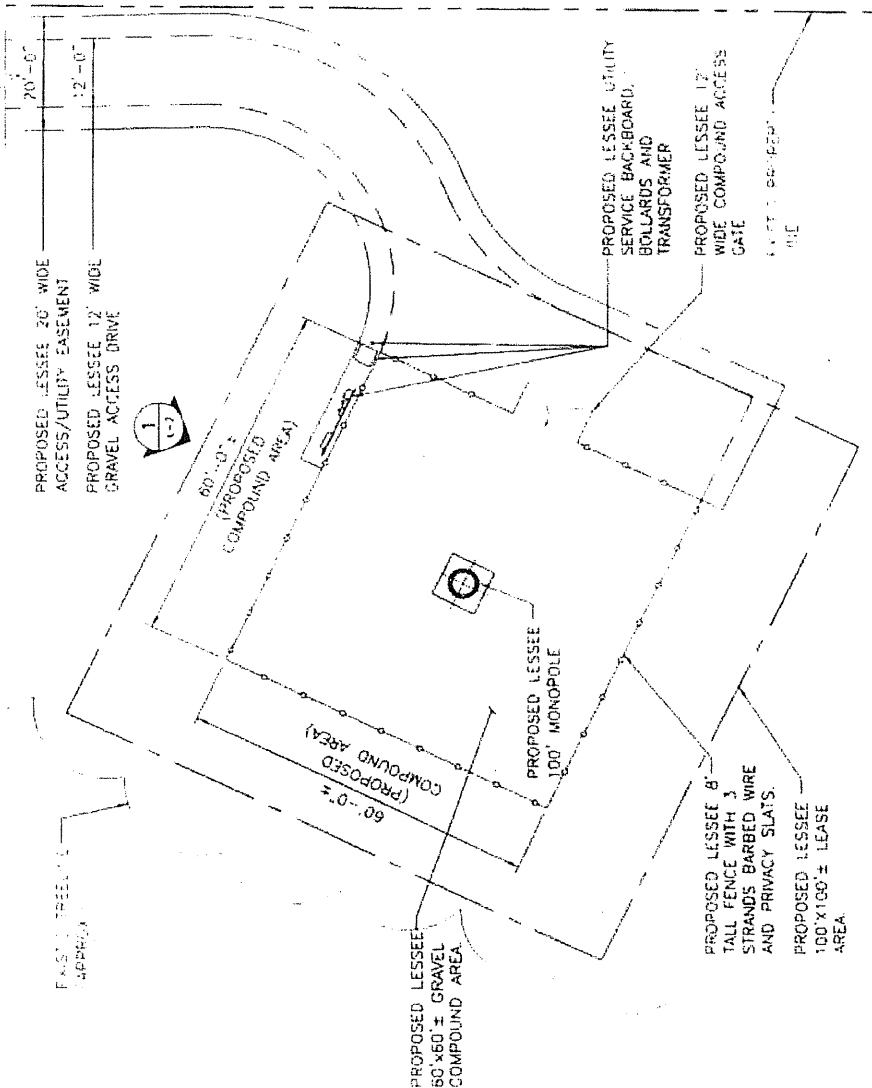 20'-0"
12'-0"
PROPOSED LESSEE 20' WIDE
ACCESS/UTILITY EASEMENT
PROPOSED LESSEE 12' WIDE
GRAVEL ACCESS DRIVE
1
(-)
60'-0"±
(PROPOSED
COMPOUND AREA)
PROPOSED LESSEE UTILITY
SERVICE BACKBOARD,
BOLLARDS AND
TRANSFORMER
PROPOSED LESSEE 12'
WIDE COMPOUND ACCESS
GATE
60'-0"±
(PROPOSED
COMPOUND AREA)
PROPOSED LESSEE
100' MONOPOLE
PROPOSED LESSEE
60'x60'± GRAVEL
COMPOUND AREA.
PROPOSED LESSEE 8'
TALL FENCE WITH 3
STRANDS BARBED WIRE
AND PRIVACY SLATS.
PROPOSED LESSEE
100'x100'± LEASE
AREA.